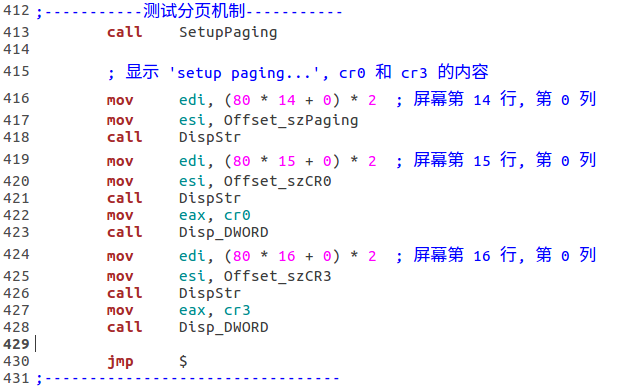 412 ;-----------测试分页机制-----------
413         call    SetupPaging
414
415         ; 显示 'setup paging...', cr0 和 cr3 的内容
416         mov     edi, (80 * 14 + 0) * 2  ; 屏幕第 14 行, 第 0 列
417         mov     esi, Offset_szPaging
418         call    DispStr
419         mov     edi, (80 * 15 + 0) * 2  ; 屏幕第 15 行, 第 0 列
420         mov     esi, Offset_szCR0
421         call    DispStr
422         mov     eax, cr0
423         call    Disp_DWORD
424         mov     edi, (80 * 16 + 0) * 2  ; 屏幕第 16 行, 第 0 列
425         mov     esi, Offset_szCR3
426         call    DispStr
427         mov     eax, cr3
428         call    Disp_DWORD
429
430         jmp     $
431 ;---------------------------------